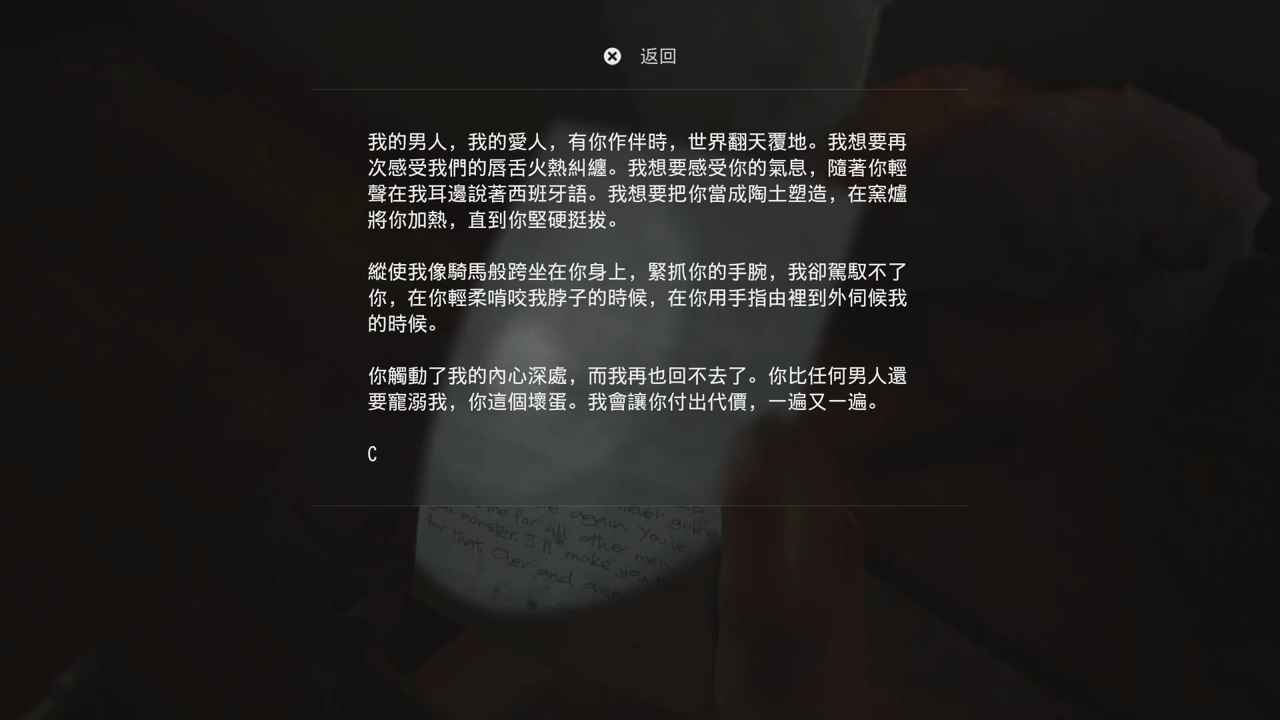 返回
我的男人，我的愛人，有你作伴時，世界翻天覆地。我想要再
次感受我們的唇舌火熱糾纏。我想要感受你的氣息，隨著你輕
聲在我耳邊說著西班牙語。我想要把你當成陶土塑造，在窯爐
將你加熱，直到你堅硬挺拔。
縱使我像騎馬般跨坐在你身上，緊抓你的手腕，我卻駕馭不了
你，在你輕柔啃咬我脖子的時候，在你用手指由裡到外伺候我
的時候。
你觸動了我的內心深處，而我再也回不去了。你比任何男人還
要寵溺我，你這個壞蛋。我會讓你付出代價，一遍又一遍。
C
never going
me for all other men
monster. I'll make you
for that. Over and over